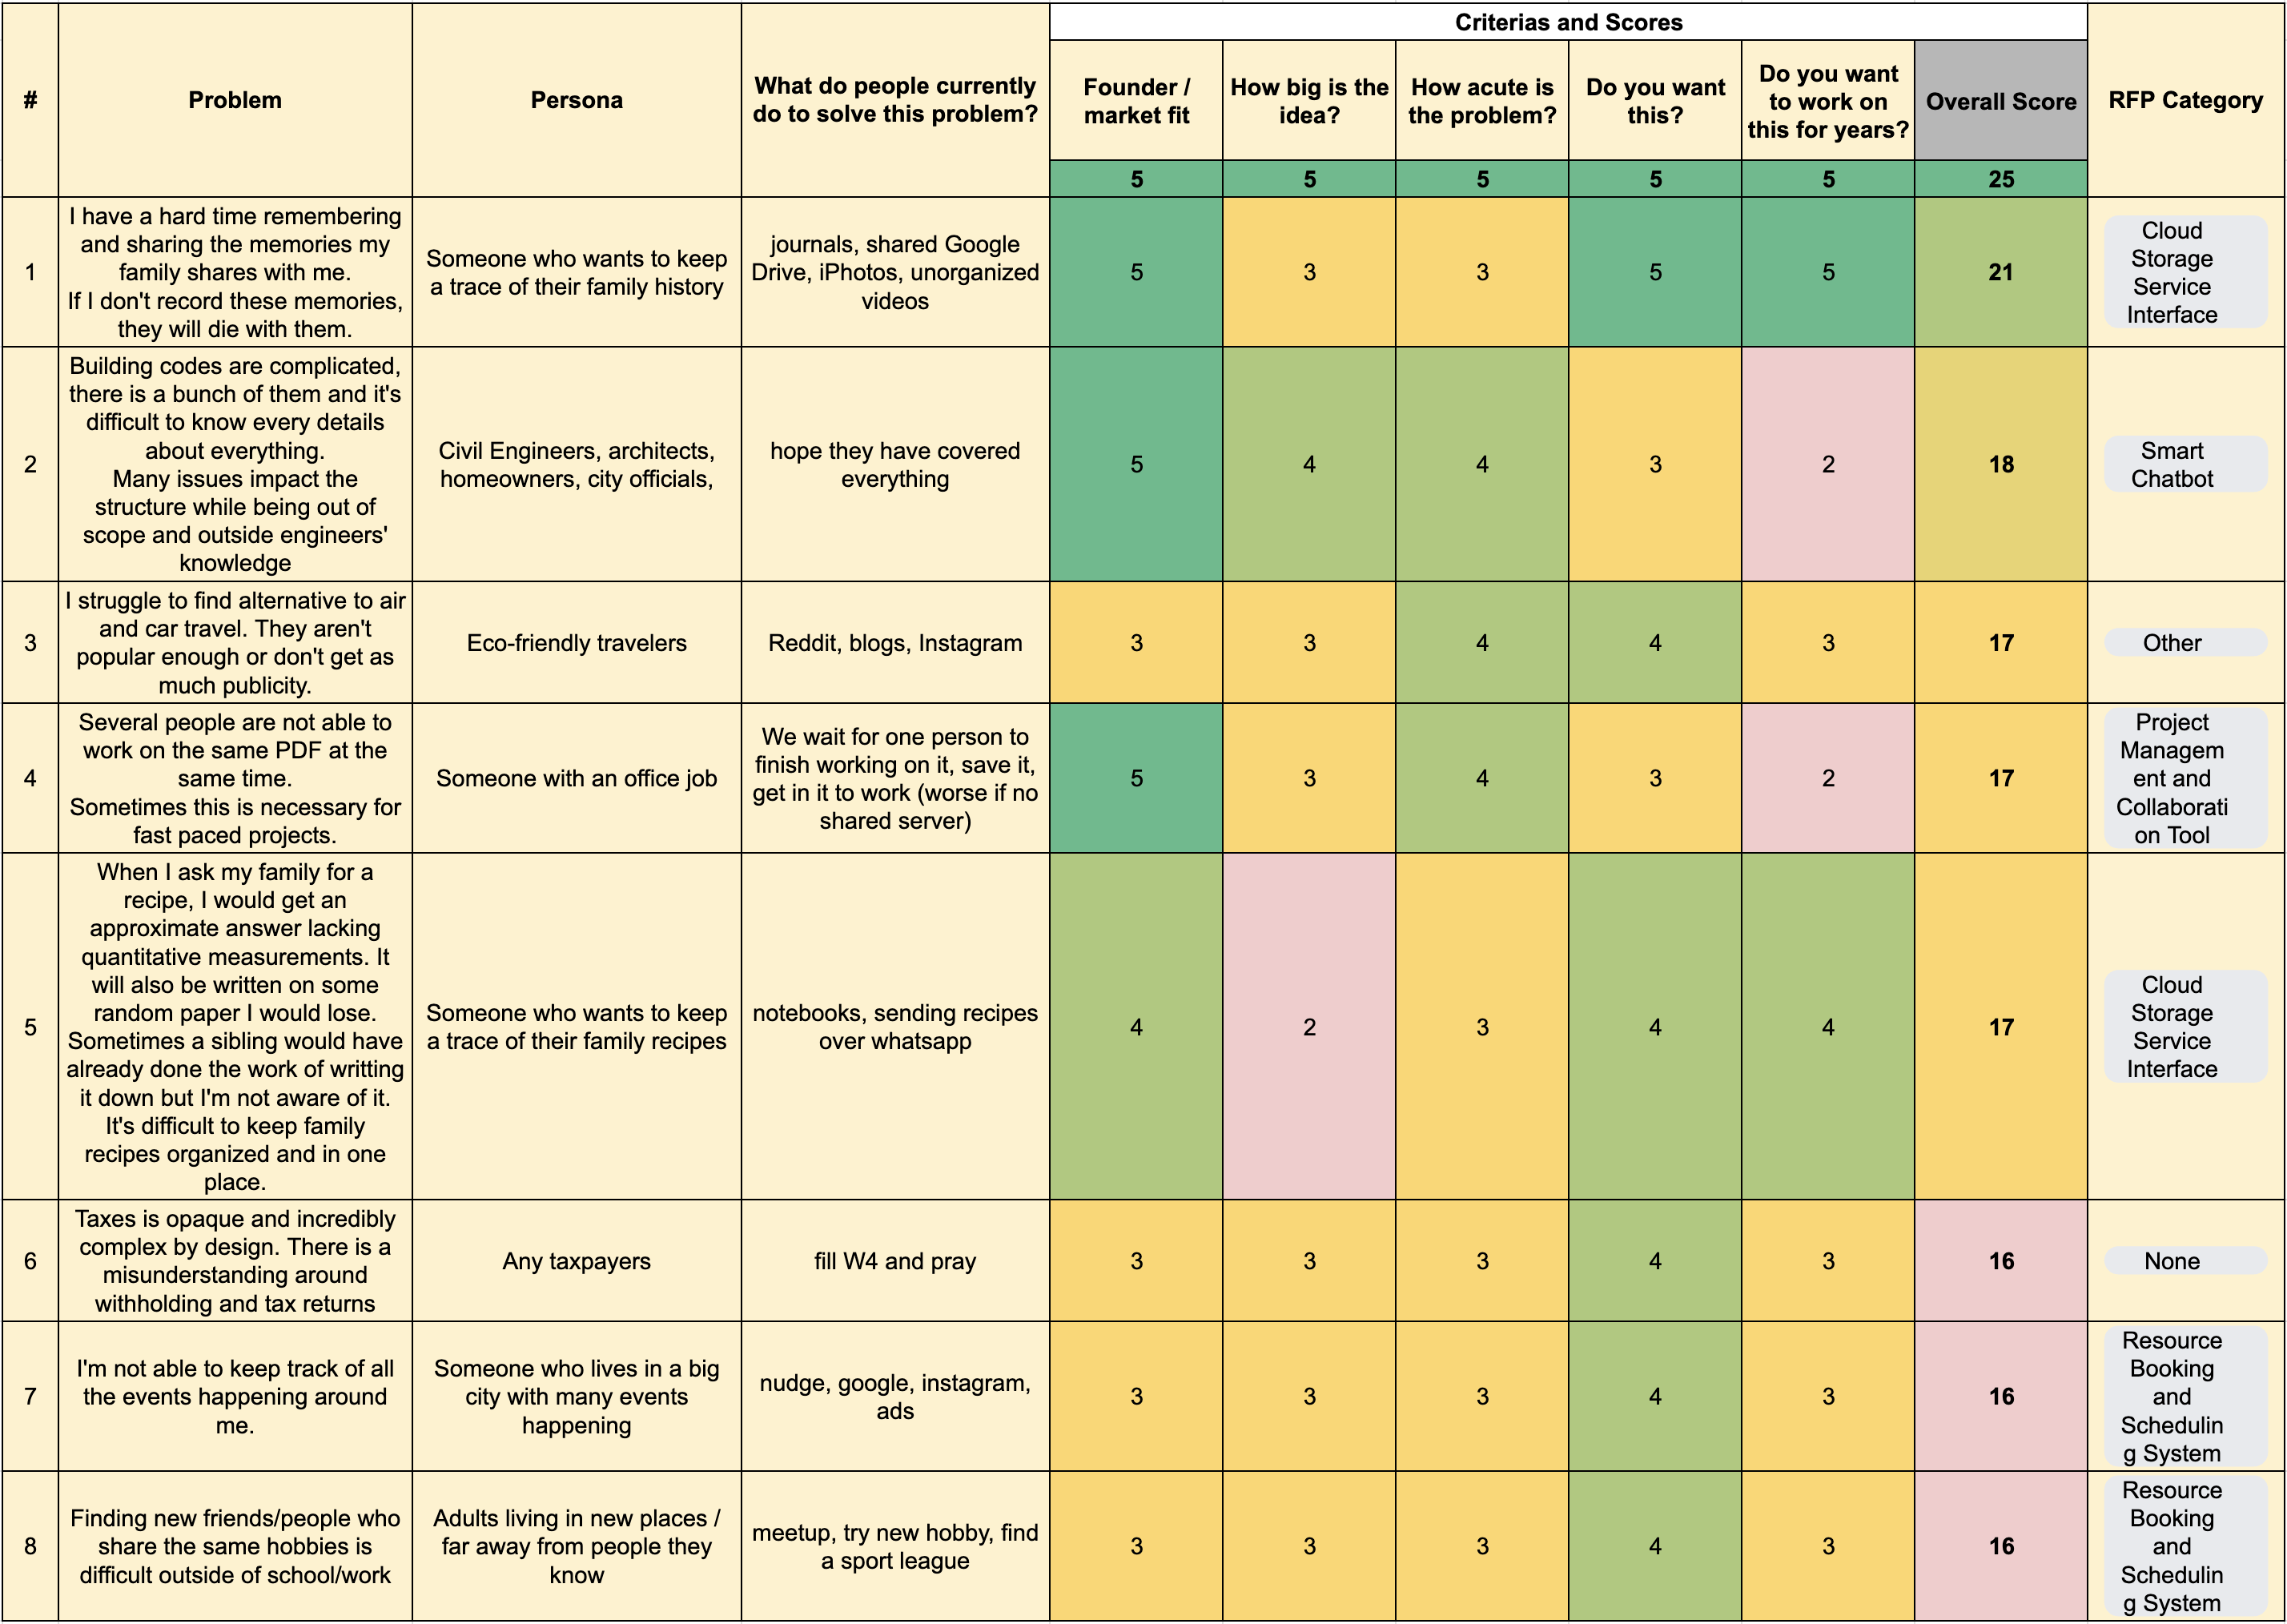 Criterias and Scores
#
Problem
Persona
What do people currently
do to solve this problem?
Founder /
market fit
How big is the
idea?
How acute is
the problem?
Do you want
this?
Do you want
to work on
this for years?
Overall Score
RFP Category
5
5
5
5
5
25
1
I have a hard time remembering
and sharing the memories my
family shares with me.
If I don't record these memories,
they will die with them.
Someone who wants to keep
a trace of their family history
journals, shared Google
Drive, iPhotos, unorganized
videos
5
3
3
5
5
21
Cloud
Storage
Service
Interface
2
Building codes are complicated,
there is a bunch of them and it's
difficult to know every details
about everything.
Many issues impact the
structure while being out of
scope and outside engineers'
knowledge
Civil Engineers, architects,
homeowners, city officials,
hope they have covered
everything
5
4
4
3
2
18
Smart
Chatbot
3
I struggle to find alternative to air
and car travel. They aren't
popular enough or don't get as
much publicity.
Eco-friendly travelers
Reddit, blogs, Instagram
3
3
4
4
3
17
Other
4
Several people are not able to
work on the same PDF at the
same time.
Sometimes this is necessary for
fast paced projects.
Someone with an office job
We wait for one person to
finish working on it, save it,
get in it to work (worse if no
shared server)
5
3
4
3
2
17
Project
Managem
ent and
Collaborati
on Tool
5
When I ask my family for a
recipe, I would get an
approximate answer lacking
quantitative measurements. It
will also be written on some
random paper I would lose.
Sometimes a sibling would have
already done the work of writting
it down but I'm not aware of it.
It's difficult to keep family
recipes organized and in one
place.
Someone who wants to keep
a trace of their family recipes
notebooks, sending recipes
over whatsapp
4
2
3
4
4
17
Cloud
Storage
Service
Interface
6
Taxes is opaque and incredibly
complex by design. There is a
misunderstanding around
withholding and tax returns
Any taxpayers
fill W4 and pray
3
3
3
4
3
16
None
7
I'm not able to keep track of all
the events happening around
me.
Someone who lives in a big
city with many events
happening
nudge, google, instagram,
ads
3
3
3
4
3
16
Resource
Booking
and
Schedulin
g System
8
Finding new friends/people who
share the same hobbies is
difficult outside of school/work
Adults living in new places /
far away from people they
know
meetup, try new hobby, find
a sport league
3
3
3
4
3
16
Resource
Booking
and
Schedulin
g System